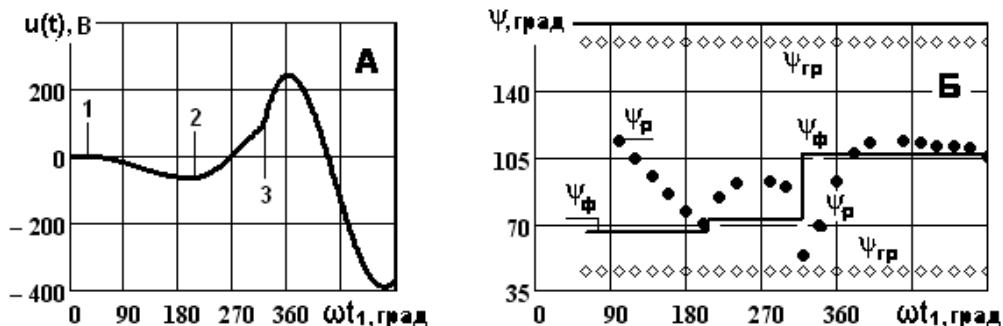 u(t), В
А
200
0
– 200
– 400
1
2
3
0 90 180 270 360 ωt₁, град
Ψ, град
Б
140
105
70
35
Ψгр
Ψр
Ψф
Ψф
Ψр
Ψгр
0 90 180 270 360 ωt₁, град